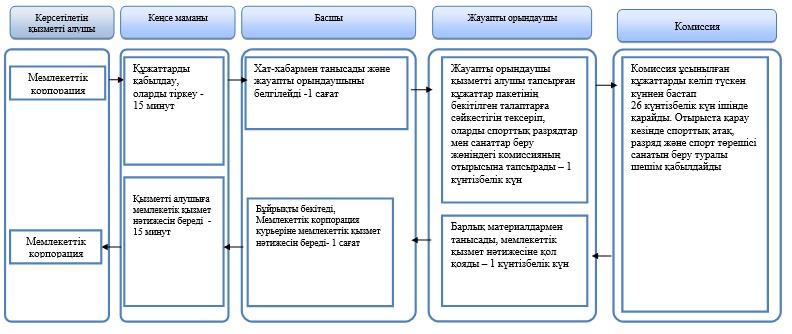 Көрсетілетін
қызметті алушы
Кеңсе маманы
Басшы
Жауапты орындаушы
Комиссия
Мемлекеттік
корпорация
Құжаттарды
қабылдау,
оларды тіркеу -
15 минут
Хат-хабармен танысады және
жауапты орындаушыны
белгілейді -1 сағат
Жауапты орындаушы
қызметті алушы тапсырған
құжаттар пакетінің
бекітілген талаптарға
сәйкестігін тексеріп,
оларды спорттық разрядтар
мен санаттар беру
жөніндегі комиссияның
отырысына тапсырады – 1
күнтізбелік күн
Комиссия ұсынылған
құжаттарды келіп түскен
күннен бастап
26 күнтізбелік күн ішінде
қарайды. Отырыста қарау
кезінде спорттық атақ,
разряд және спорт төрешісі
санатын беру туралы
шешім қабылдайды
Барлық материалдармен
танысады, мемлекеттік
қызмет нәтижесіне қол
қояды – 1 күнтізбелік күн
Бұйрықты бекітеді,
Мемлекеттік корпорация
курьеріне мемлекеттік қызмет
нәтижесін береді- 1 сағат
Қызметті алушыға
мемлекетік қызмет
нәтижесін береді -
15 минут
Мемлекеттік
корпорация